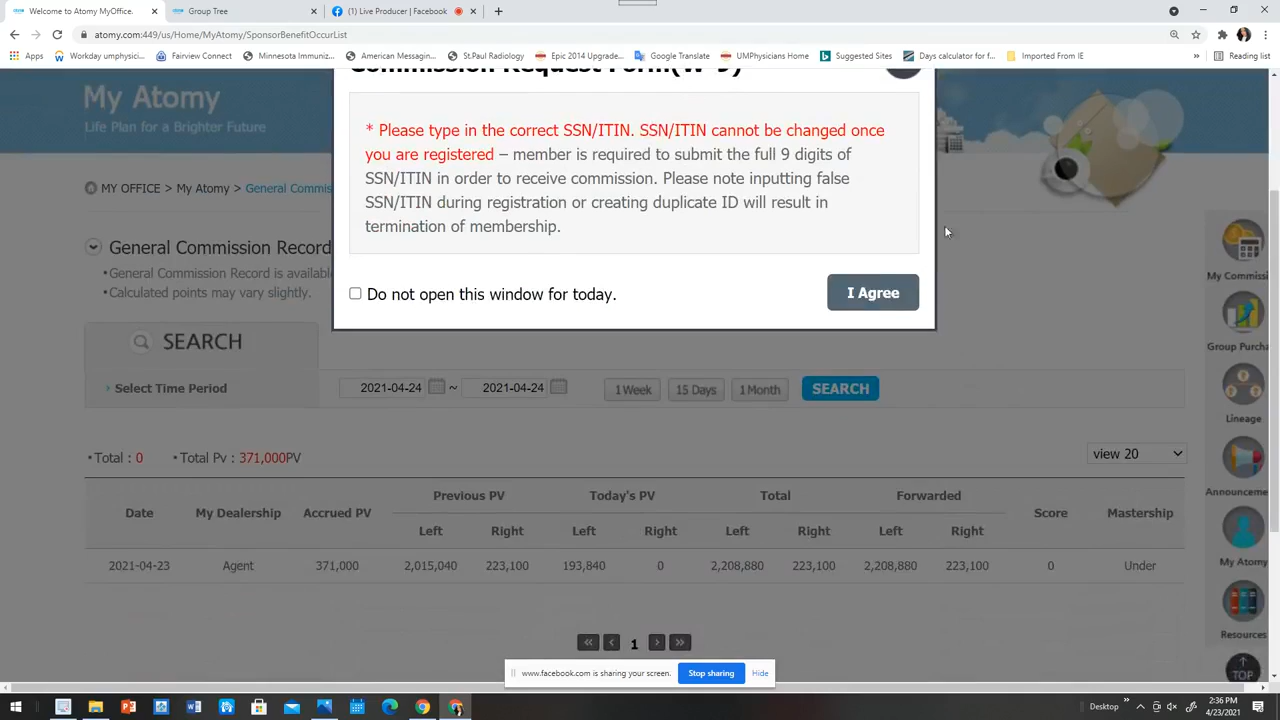 Welcome to Atomy MyOffice.
Group Tree
(1) Live Producer | Facebook
atomy.com:449/us/Home/MyAtomy/SponsorBenefitOccurList
Apps
Workday umphysici...
Fairview Connect
Minnesota Immuniz...
American Messagin...
St.Paul Radiology
Epic 2014 Upgrade...
Google Translate
UMPhysicians Home
Suggested Sites
Days calculator for f...
Imported From IE
»
Reading list
Commission Request Form(W-9)
My Atomy
Life Plan for a Brighter Future
* Please type in the correct SSN/ITIN. SSN/ITIN cannot be changed once
you are registered – member is required to submit the full 9 digits of
SSN/ITIN in order to receive commission. Please note inputting false
SSN/ITIN during registration or creating duplicate ID will result in
termination of membership.
Do not open this window for today.
I Agree
MY OFFICE > My Atomy > General Commis
General Commission Record
•General Commission Record is availab
•Calculated points may vary slightly.
SEARCH
› Select Time Period
2021-04-24 ~ 2021-04-24
1 Week
15 Days
1 Month
SEARCH
▪ Total : 0 ▪ Total Pv : 371,000PV
view 20
Date My Dealership Accrued PV Previous PV Today's PV Total Forwarded Score Mastership
Left Right Left Right Left Right Left Right
2021-04-23 Agent 371,000 2,015,040 223,100 193,840 0 2,208,880 223,100 2,208,880 223,100 0 Under
« ‹ 1 › »
My Commissi
Group Purcha
Lineage
Announceme
My Atomy
Resources
TOP
www.facebook.com is sharing your screen.
Stop sharing
Hide
Desktop
»
2:36 PM
4/23/2021